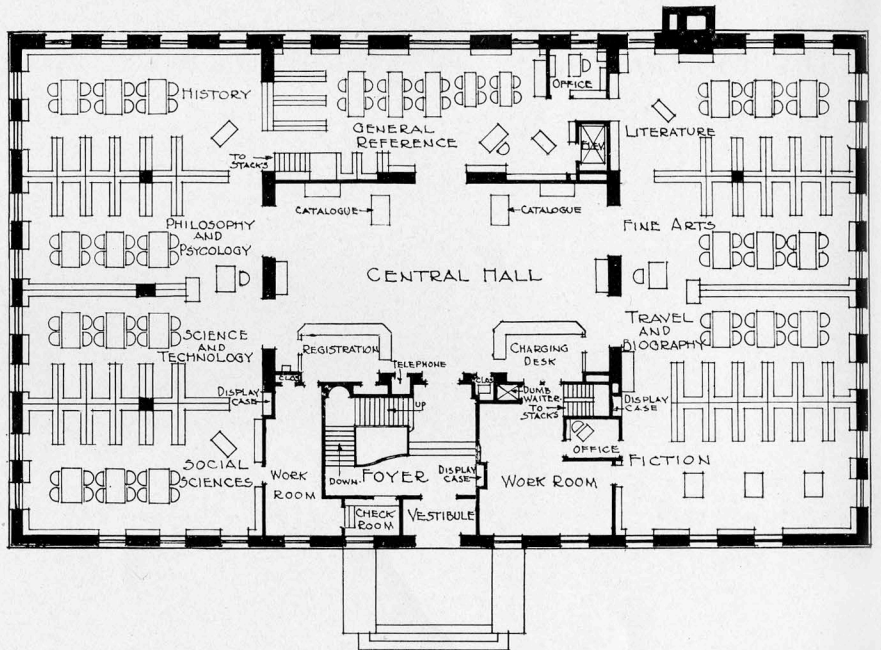 HISTORY
GENERAL
REFERENCE
OFFICE
LITERATURE
ELEV.
TO
STACKS
CATALOGUE
CATALOGUE
PHILOSOPHY
AND
PSYCOLOGY
FINE ARTS
CENTRAL HALL
SCIENCE
AND
TECHNOLOGY
REGISTRATION
TELEPHONE
CHARGING
DESK
TRAVEL
AND
BIOGRAPHY
CLOS
CLOS
DISPLAY
CASE
UP
DUMB
WAITER
TO
STACKS
DISPLAY
CASE
SOCIAL
SCIENCES
WORK
ROOM
DOWN
FOYER
DISPLAY
CASE
WORK ROOM
OFFICE
FICTION
CHECK
ROOM
VESTIBULE